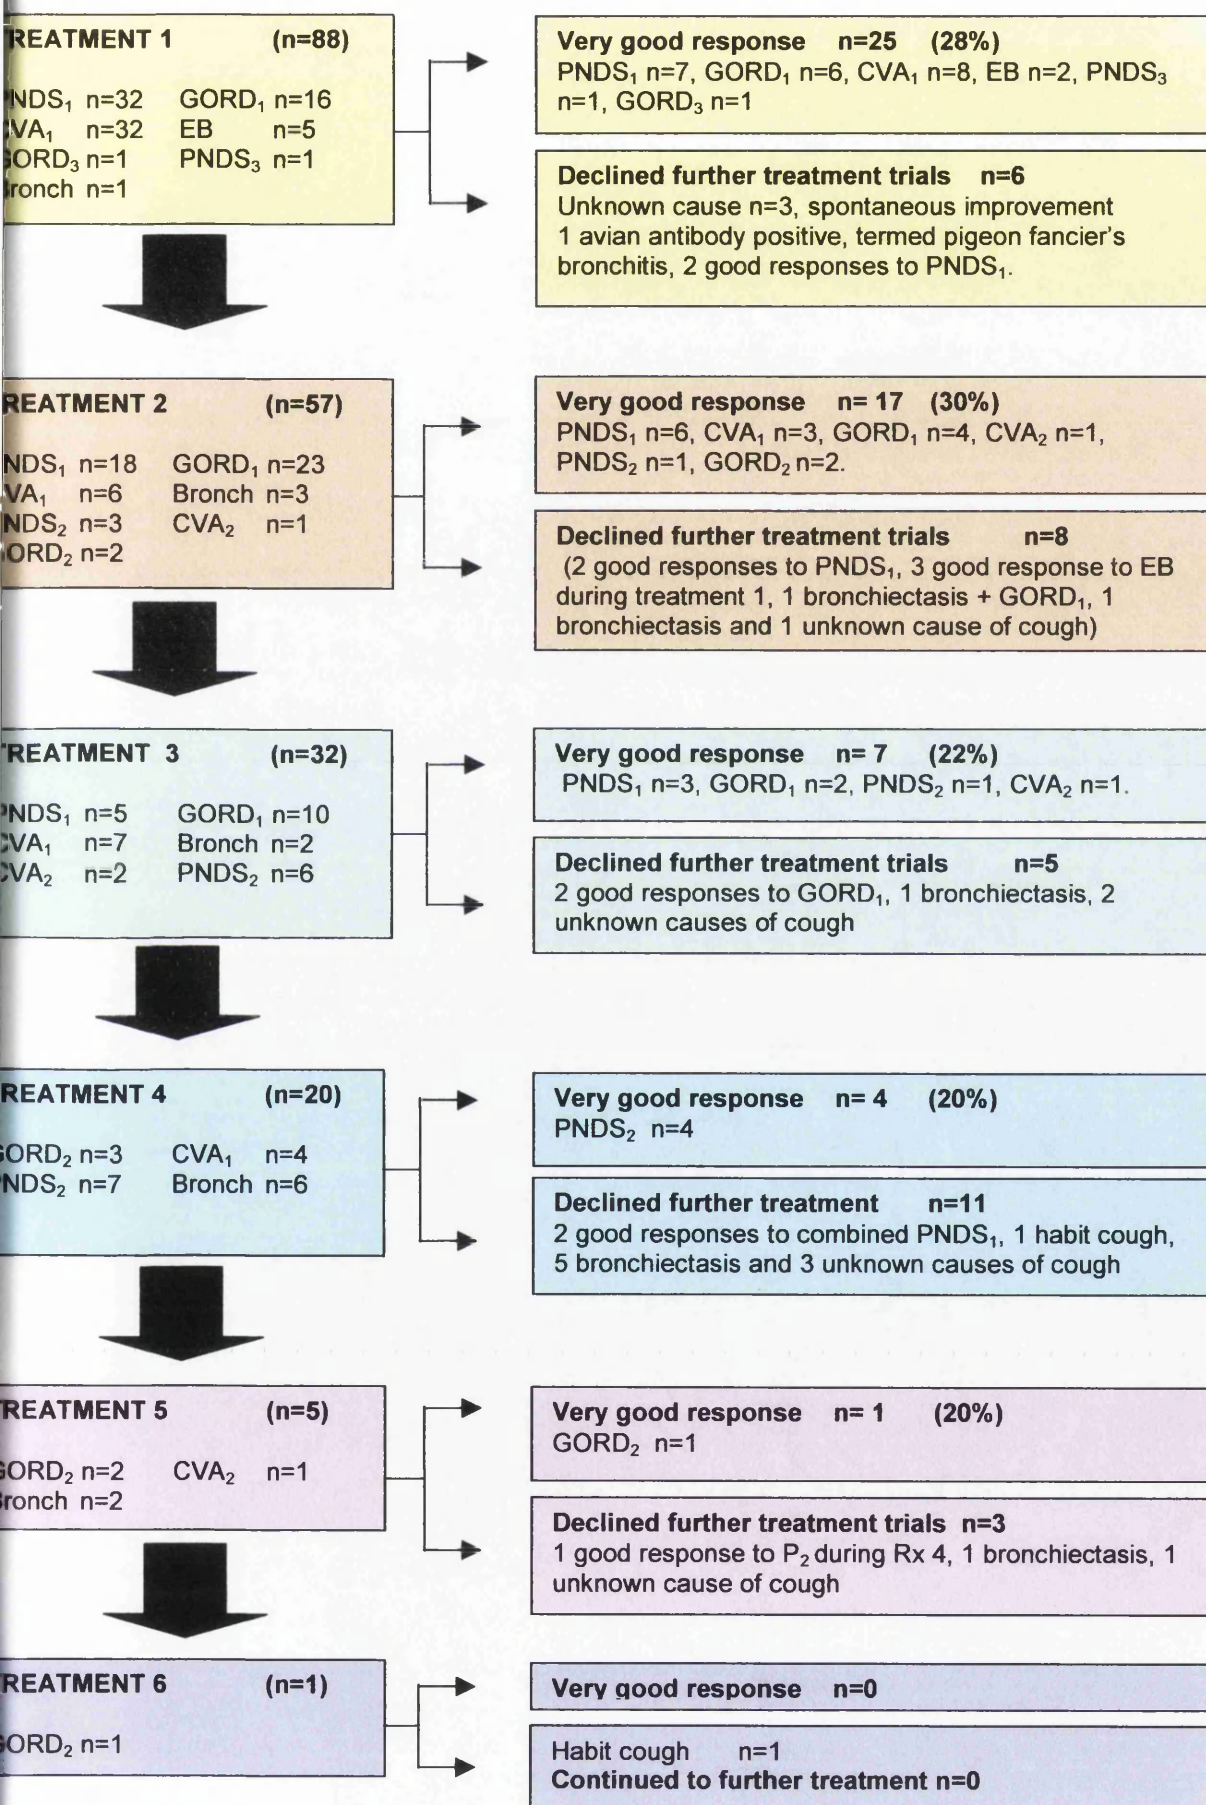 REATMENT 1 (n=88)
NDS₁ n=32 GORD₁ n=16
VA₁ n=32 EB n=5
ORD₃ n=1 PNDS₃ n=1
ronch n=1
Very good response n=25 (28%)
PNDS₁ n=7, GORD₁ n=6, CVA₁ n=8, EB n=2, PNDS₃
n=1, GORD₃ n=1
Declined further treatment trials n=6
Unknown cause n=3, spontaneous improvement
1 avian antibody positive, termed pigeon fancier's
bronchitis, 2 good responses to PNDS₁.
REATMENT 2 (n=57)
NDS₁ n=18 GORD₁ n=23
VA₁ n=6 Bronch n=3
NDS₂ n=3 CVA₂ n=1
ORD₂ n=2
Very good response n= 17 (30%)
PNDS₁ n=6, CVA₁ n=3, GORD₁ n=4, CVA₂ n=1,
PNDS₂ n=1, GORD₂ n=2.
Declined further treatment trials n=8
(2 good responses to PNDS₁, 3 good response to EB
during treatment 1, 1 bronchiectasis + GORD₁, 1
bronchiectasis and 1 unknown cause of cough)
REATMENT 3 (n=32)
NDS₁ n=5 GORD₁ n=10
VA₁ n=7 Bronch n=2
VA₂ n=2 PNDS₂ n=6
Very good response n= 7 (22%)
PNDS₁ n=3, GORD₁ n=2, PNDS₂ n=1, CVA₂ n=1.
Declined further treatment trials n=5
2 good responses to GORD₁, 1 bronchiectasis, 2
unknown causes of cough
REATMENT 4 (n=20)
ORD₂ n=3 CVA₁ n=4
NDS₂ n=7 Bronch n=6
Very good response n= 4 (20%)
PNDS₂ n=4
Declined further treatment n=11
2 good responses to combined PNDS₁, 1 habit cough,
5 bronchiectasis and 3 unknown causes of cough
REATMENT 5 (n=5)
ORD₂ n=2 CVA₂ n=1
ronch n=2
Very good response n= 1 (20%)
GORD₂ n=1
Declined further treatment trials n=3
1 good response to P₂ during Rx 4, 1 bronchiectasis, 1
unknown cause of cough
REATMENT 6 (n=1)
ORD₂ n=1
Very good response n=0
Habit cough n=1
Continued to further treatment n=0